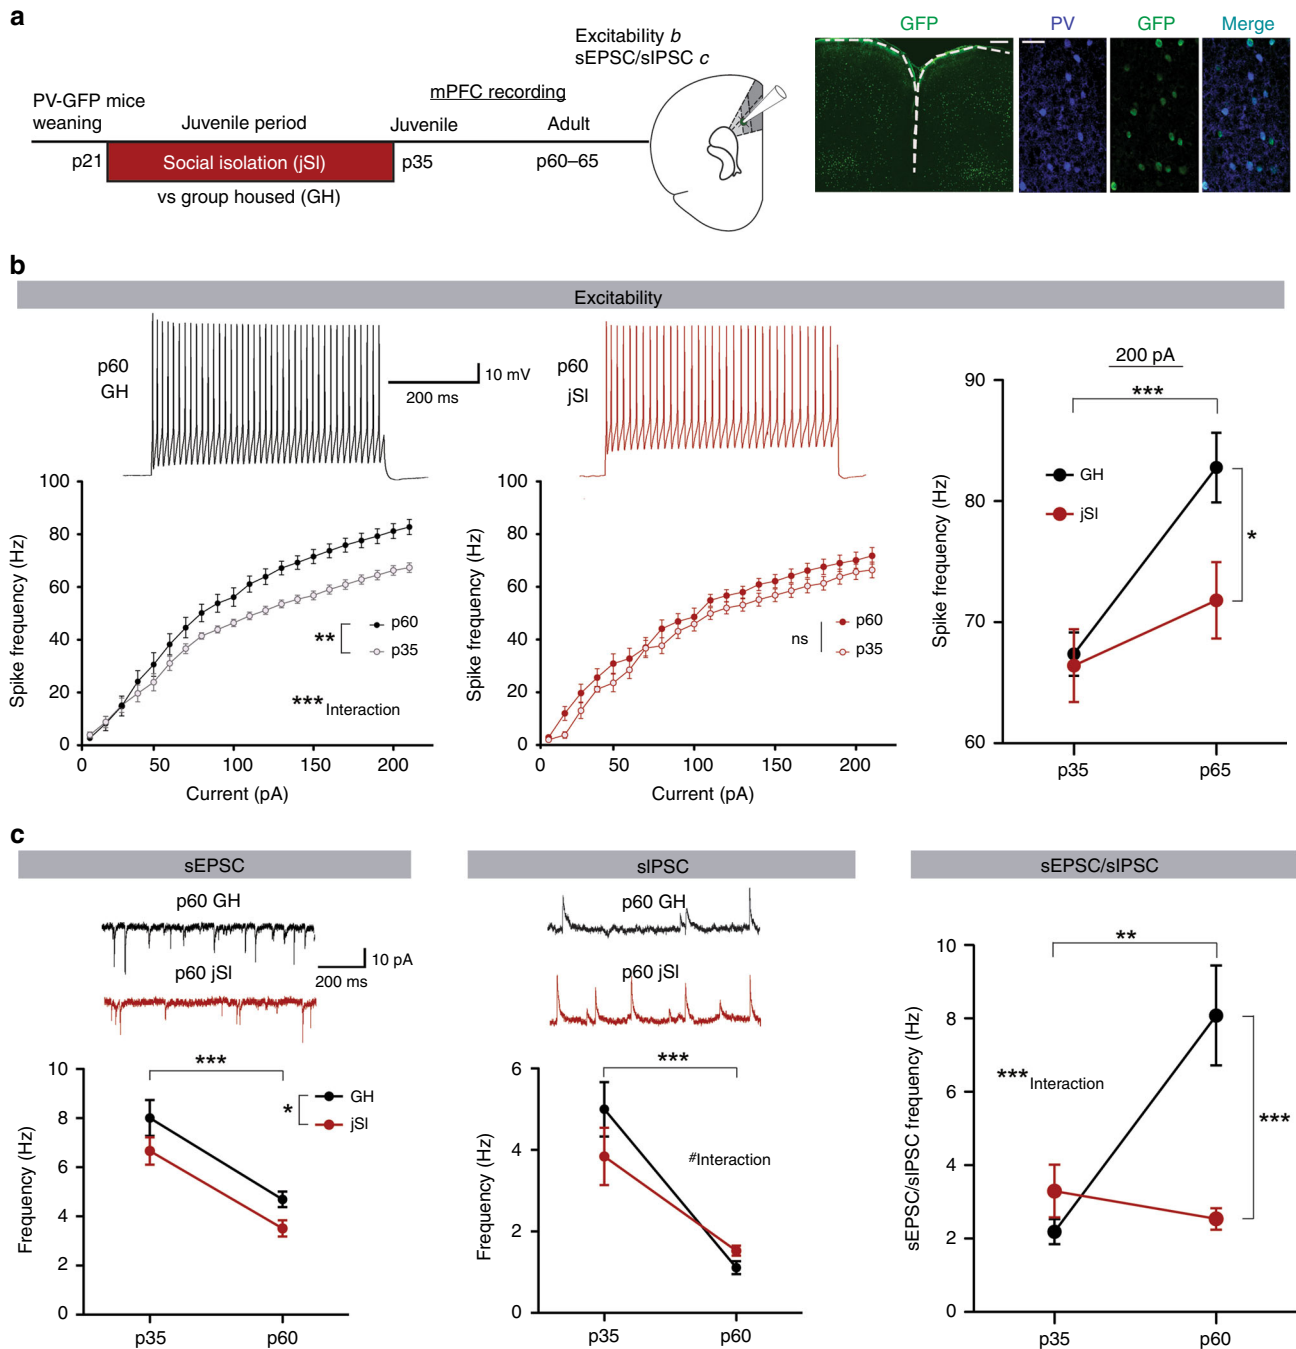 a
PV-GFP mice
weaning
Juvenile period
mPFC recording
Juvenile
Adult
p21
Social isolation (jSI)
p35
p60–65
vs group housed (GH)
Excitability b
sEPSC/sIPSC c
GFP
PV
GFP
Merge
b
Excitability
p60
GH
10 mV
200 ms
p60
jSI
100
80
60
40
20
0
Spike frequency (Hz)
** p60
p35
***Interaction
0 50 100 150 200
Current (pA)
100
80
60
40
20
0
Spike frequency (Hz)
ns p60
p35
0 50 100 150 200
Current (pA)
200 pA
***
90
80
70
60
Spike frequency (Hz)
GH
jSI
*
p35 p65
c
sEPSC
p60 GH
10 pA
200 ms
p60 jSI
***
10
8
6
4
2
0
Frequency (Hz)
* GH
jSI
p35 p60
sIPSC
p60 GH
p60 jSI
***
6
4
2
0
Frequency (Hz)
#Interaction
p35 p60
sEPSC/sIPSC
**
10
8
6
4
2
0
sEPSC/sIPSC frequency (Hz)
***Interaction
***
p35 p60